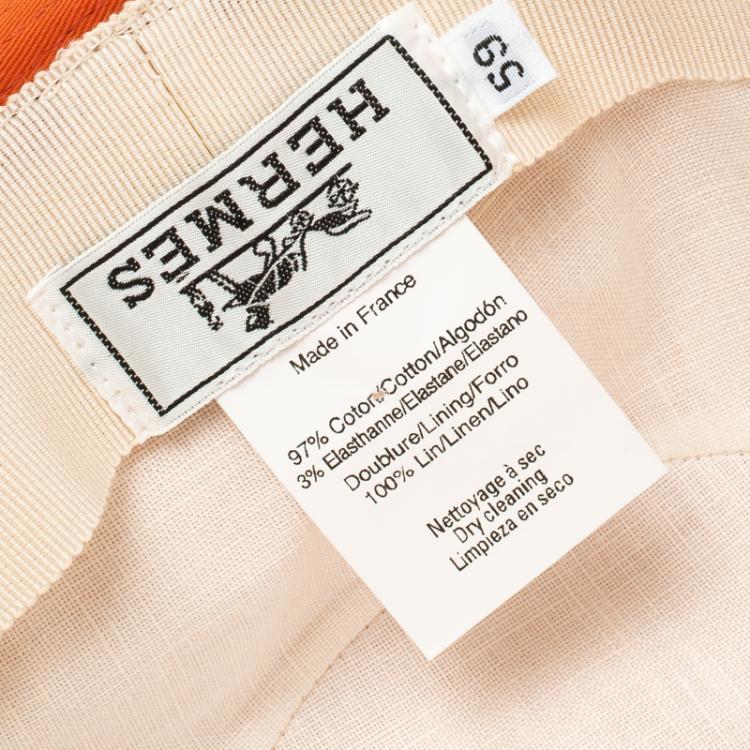 HERMES
59
Made in France
97% Coton/Cotton/Algodón
3% Elasthanne/Elastane/Elastano
Doublure/Lining/Forro
100% Lin/Linen/Lino
Nettoyage à sec
Dry cleaning
Limpieza en seco